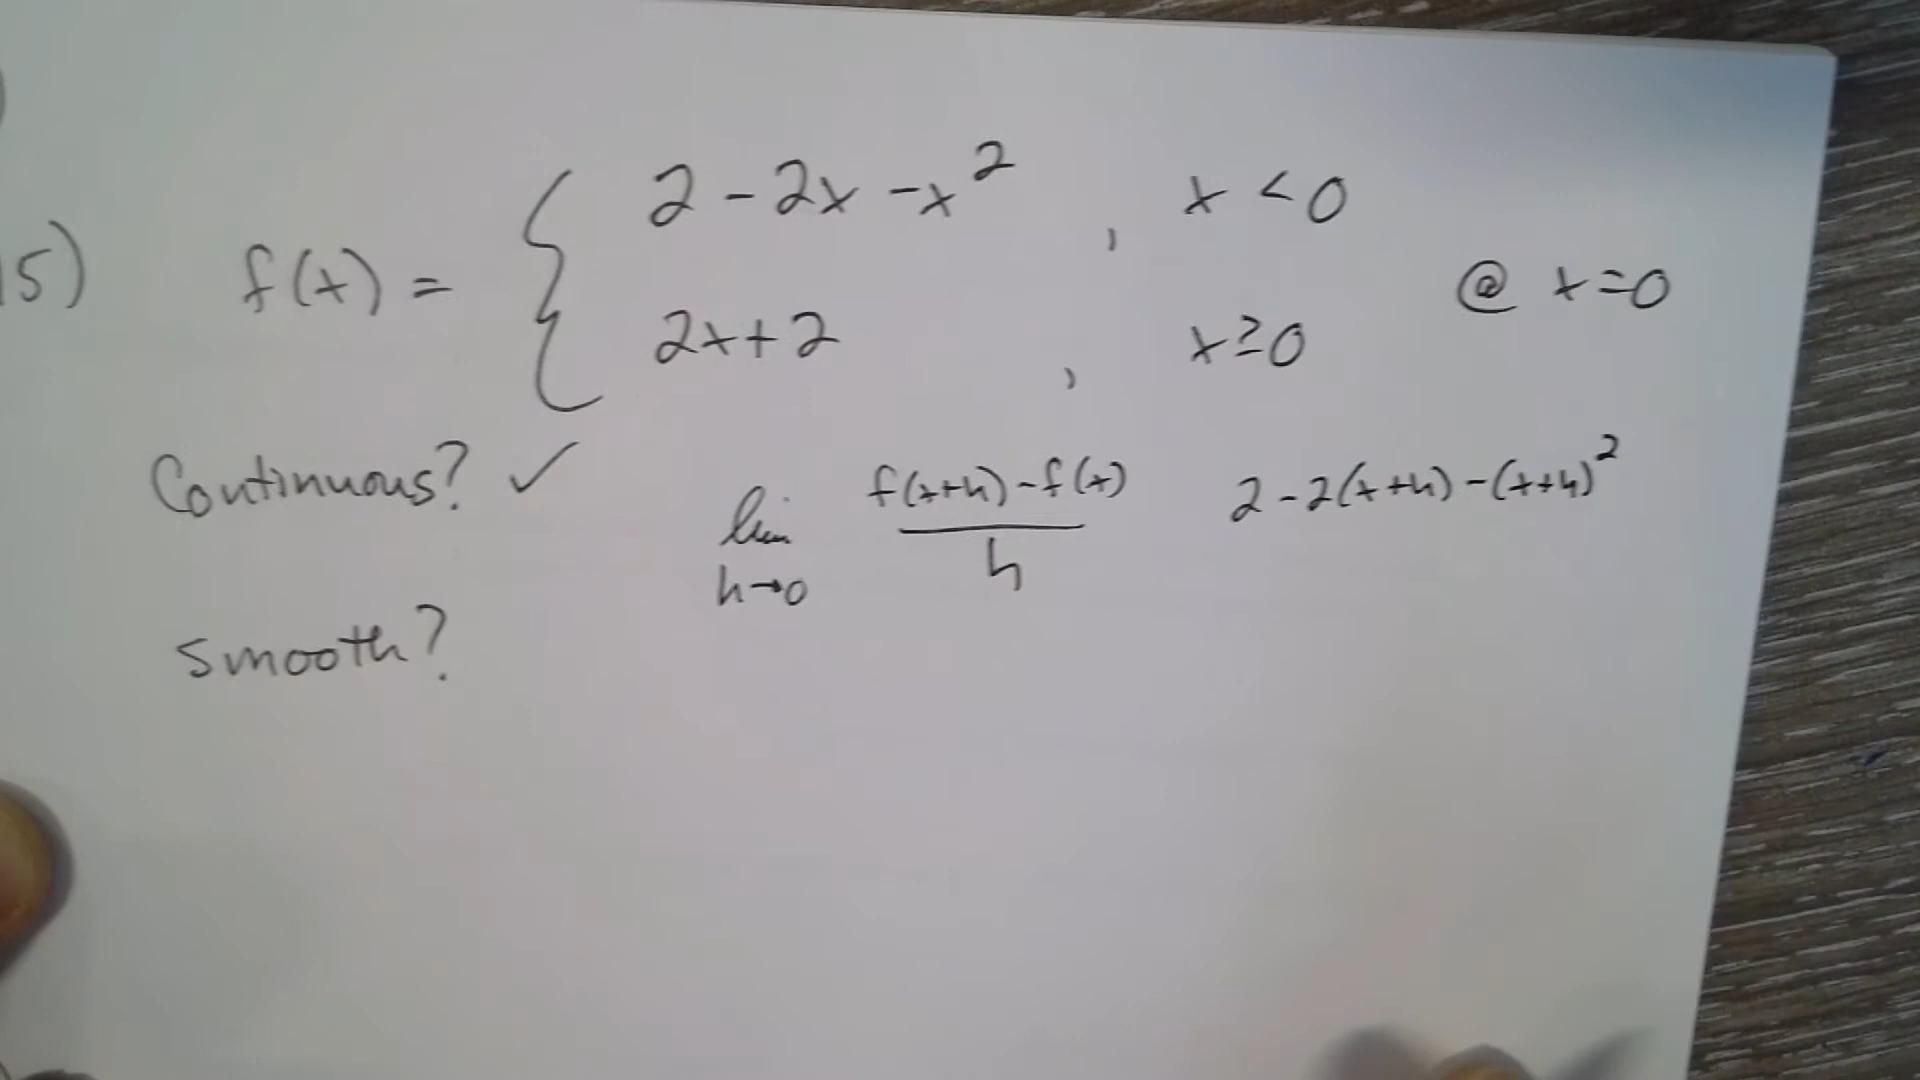 15) f(x) = { 2 - 2x - x², x < 0
2x + 2, x ≥ 0 @ x = 0
Continuous? ✓ lim h→0 (f(x+h) - f(x))/h 2 - 2(x+h) - (x+h)²
smooth?